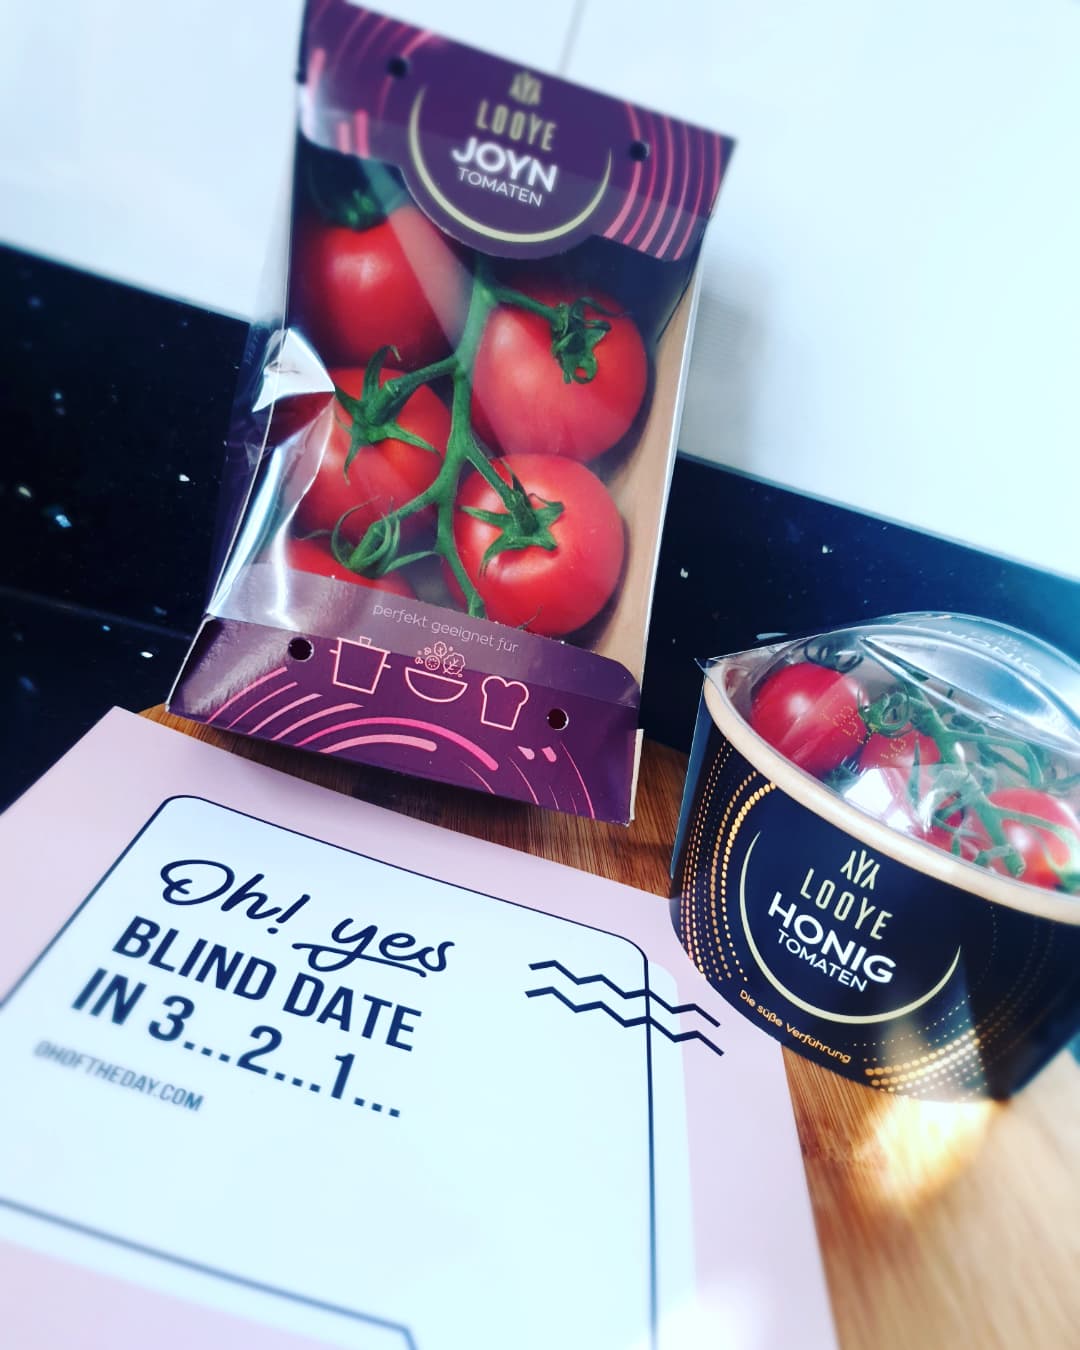 LOOYE
JOYN
TOMATEN
perfekt geeignet für
Oh! yes
BLIND DATE
IN 3...2...1...
OHOFTHEDAY.COM
HONIG
LOOYE
HONIG
TOMATEN
Die süße Verführung